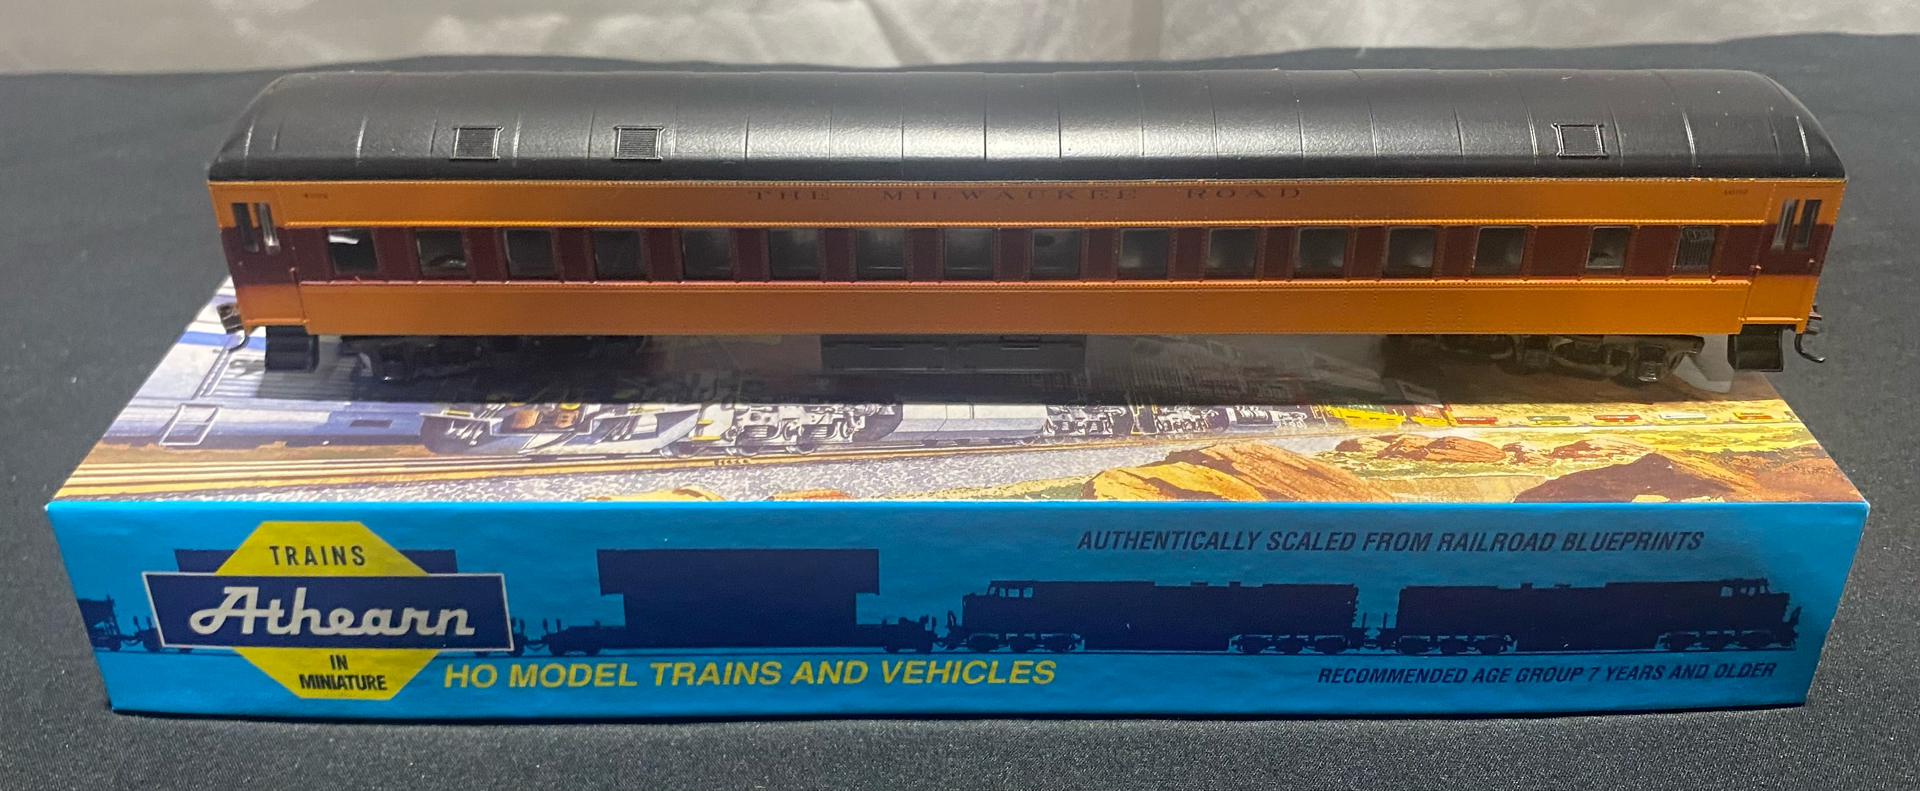 THE MILWAUKEE ROAD
TRAINS
Athearn
IN
MINIATURE
HO MODEL TRAINS AND VEHICLES
AUTHENTICALLY SCALED FROM RAILROAD BLUEPRINTS
RECOMMENDED AGE GROUP 7 YEARS AND OLDER